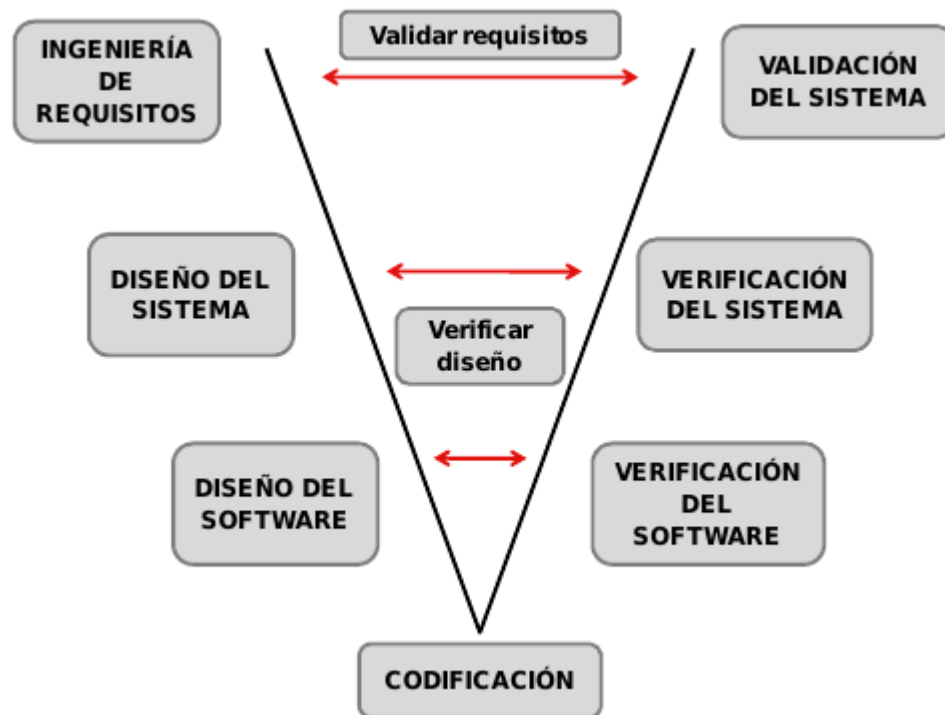 INGENIERÍA
DE
REQUISITOS
Validar requisitos
VALIDACIÓN
DEL SISTEMA
DISEÑO DEL
SISTEMA
Verificar
diseño
VERIFICACIÓN
DEL SISTEMA
DISEÑO DEL
SOFTWARE
VERIFICACIÓN
DEL
SOFTWARE
CODIFICACIÓN